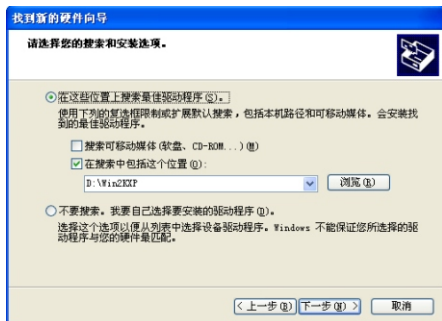 找到新的硬件向导
请选择您的搜索和安装选项。
在这些位置上搜索最佳驱动程序(S)。
使用下列的复选框限制或扩展默认搜索，包括本机路径和可移动媒体。会安装找
到的最佳驱动程序。
搜索可移动媒体(软盘、CD-ROM...)(M)
在搜索中包括这个位置(O):
D:\Win2KXP
浏览(R)
不要搜索。我要自己选择要安装的驱动程序(D)。
选择这个选项以便从列表中选择设备驱动程序。Windows 不能保证您所选择的驱
动程序与您的硬件最匹配。
< 上一步(B) 下一步(N) > 取消